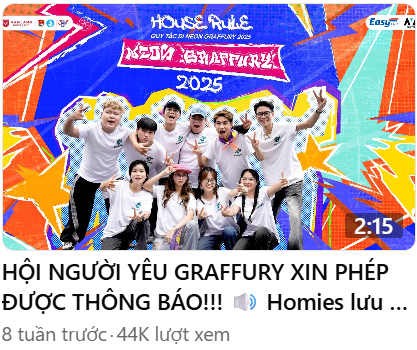 HOUSE RULE
QUY TẮC ĐI NEON GRAFFURY 2025
NEON GRAFFURY
2025
Easy
2:15
HỘI NGƯỜI YÊU GRAFFURY XIN PHÉP
ĐƯỢC THÔNG BÁO!!! 🔊 Homies lưu ...
8 tuần trước · 44K lượt xem